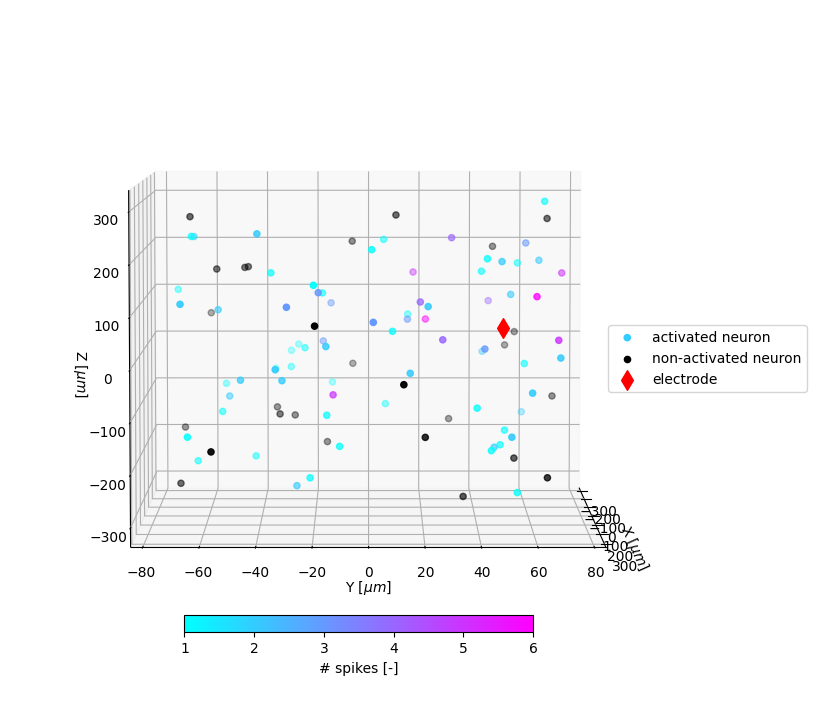 300
200
100
0
−100
−200
−300
Z [μm]
−80 −60 −40 −20 0 20 40 60 80
Y [μm]
300
200
100
0
100
200
300
X [μm]
activated neuron
non-activated neuron
electrode
1 2 3 4 5 6
# spikes [-]